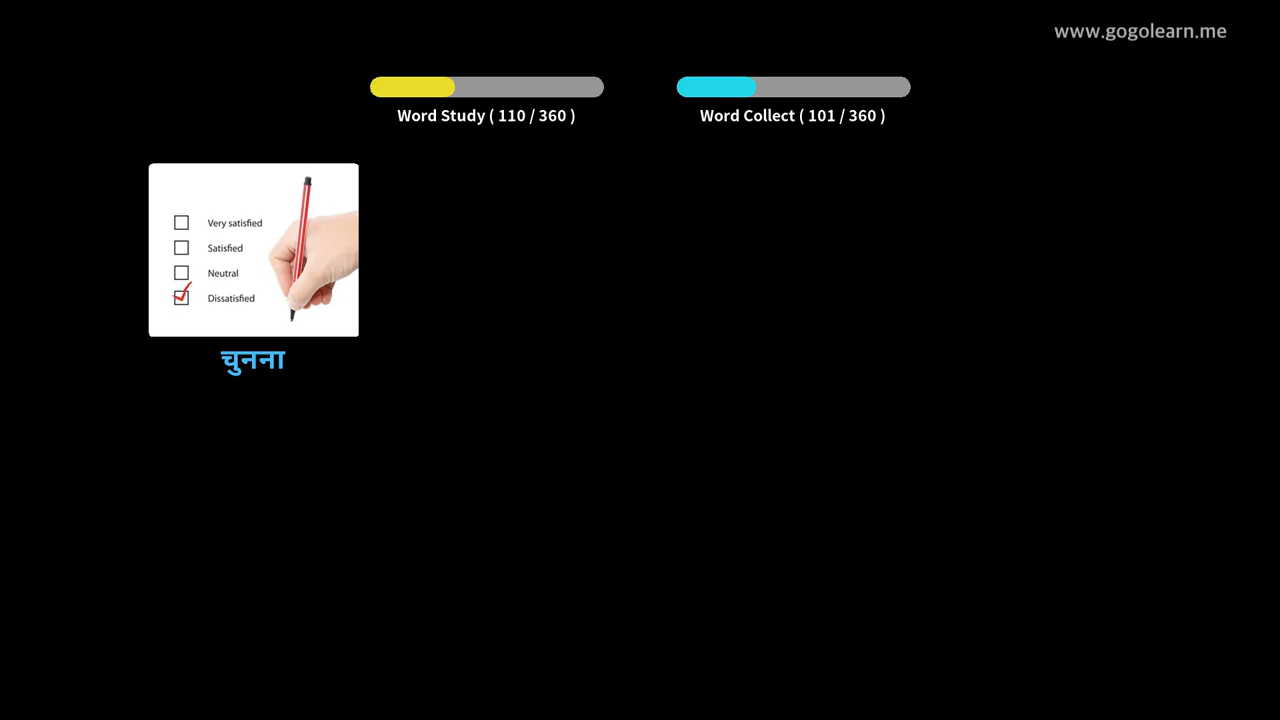 www.gogolearn.me
Word Study ( 110 / 360 )
Word Collect ( 101 / 360 )
Very satisfied
Satisfied
Neutral
Dissatisfied
चुनना